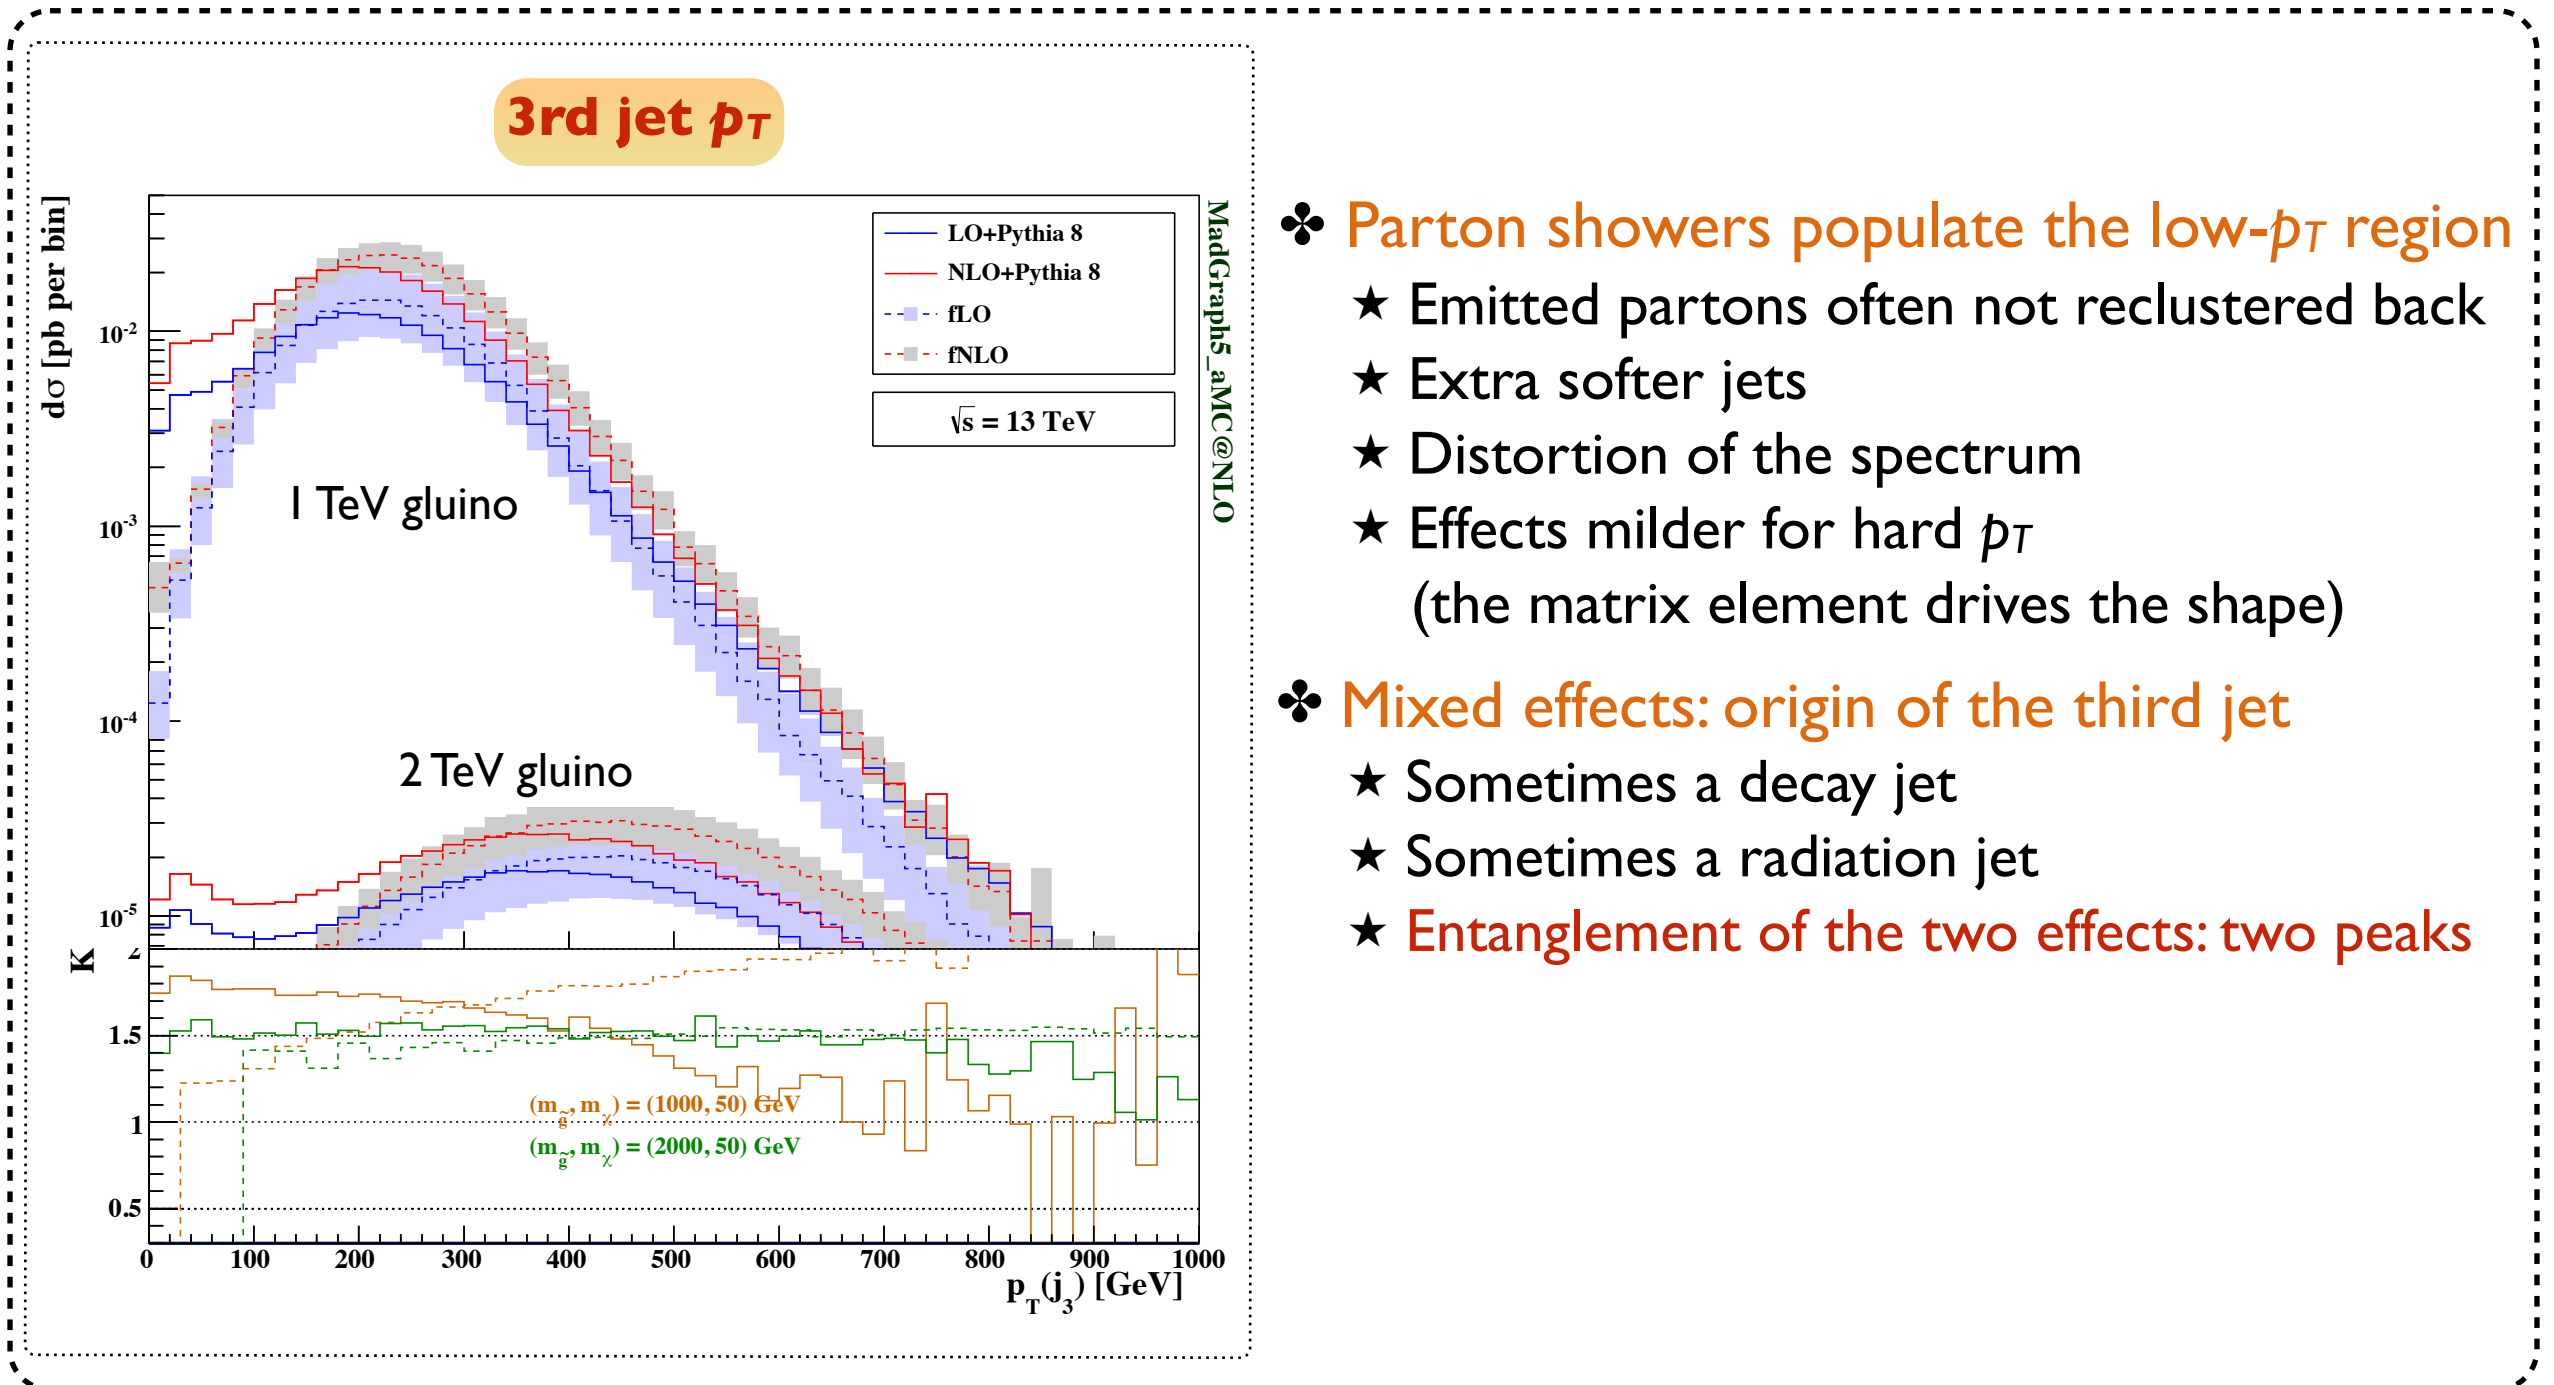 3rd jet pT
dσ [pb per bin]
MadGraph5_aMC@NLO
LO+Pythia 8
NLO+Pythia 8
fLO
fNLO
√s = 13 TeV
10-2
10-3
10-4
10-5
1 TeV gluino
2 TeV gluino
K
2
1.5
1
0.5
(mg̃, mχ) = (1000, 50) GeV
(mg̃, mχ) = (2000, 50) GeV
0 100 200 300 400 500 600 700 800 900 1000
pT(j3) [GeV]
✤ Parton showers populate the low-pT region
★ Emitted partons often not reclustered back
★ Extra softer jets
★ Distortion of the spectrum
★ Effects milder for hard pT
(the matrix element drives the shape)
✤ Mixed effects: origin of the third jet
★ Sometimes a decay jet
★ Sometimes a radiation jet
★ Entanglement of the two effects: two peaks